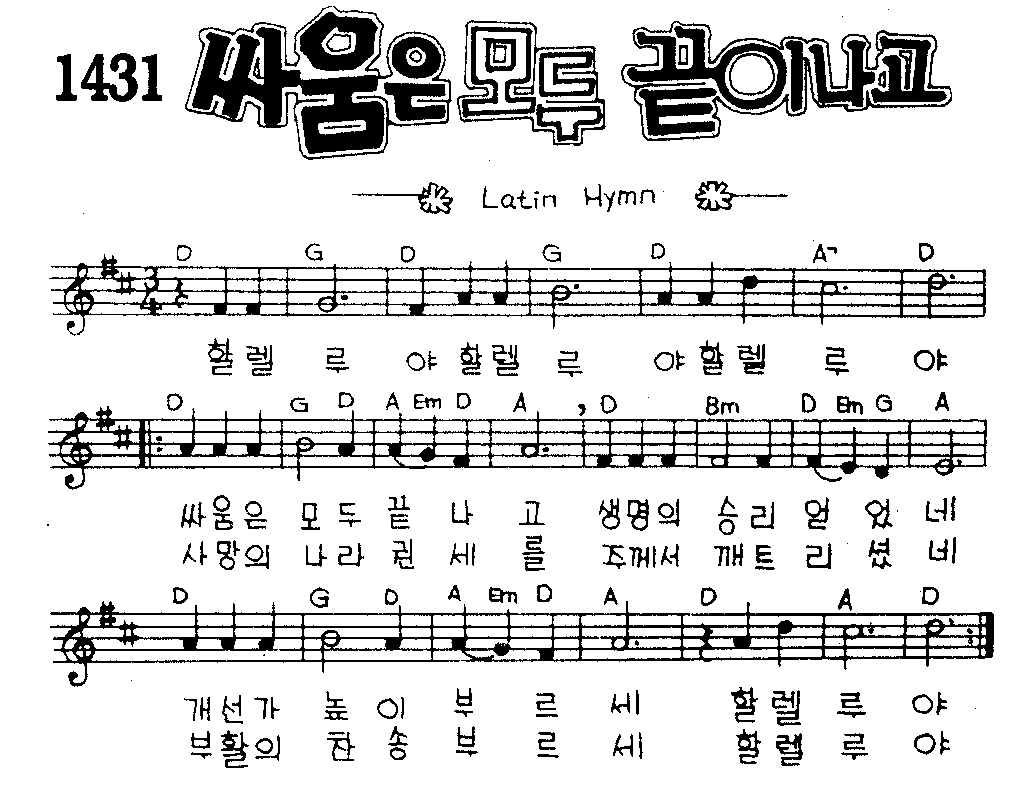 1431 싸움은 모두 끝이나고
Latin Hymn
D G D G D A7 D
3
4
할렐 루 야 할렐 루 야 할렐 루 야
D G D A Em D A D Bm D Em G A
싸움은 모두 끝 나 고 생명의 승리 얻 었 네
사망의 나라 권 세 를 주께서 깨트 리 셨 네
D G D A Em D A D A D
개선가 높이 부 르 세 할렐 루 야
부활의 찬송 부 르 세 할렐 루 야